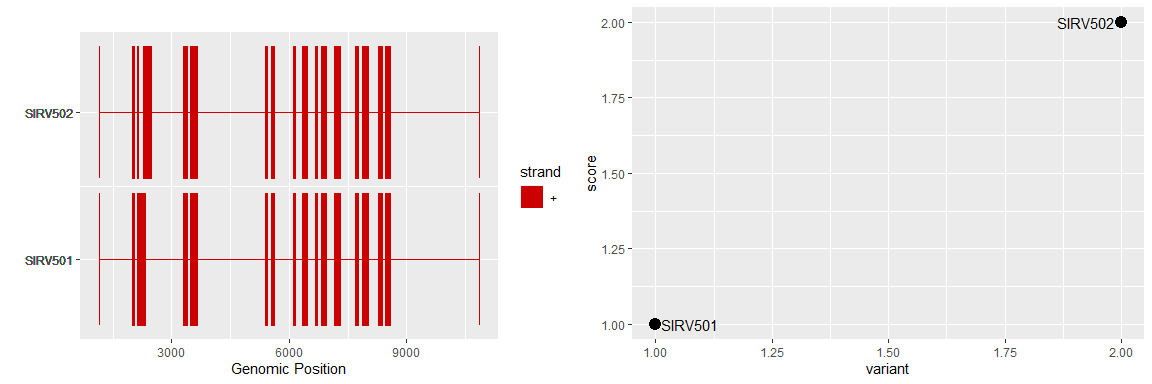 SIRV502
SIRV501
3000 6000 9000
Genomic Position
strand
+
score
2.00
1.75
1.50
1.25
1.00
SIRV502
SIRV501
1.00 1.25 1.50 1.75 2.00
variant